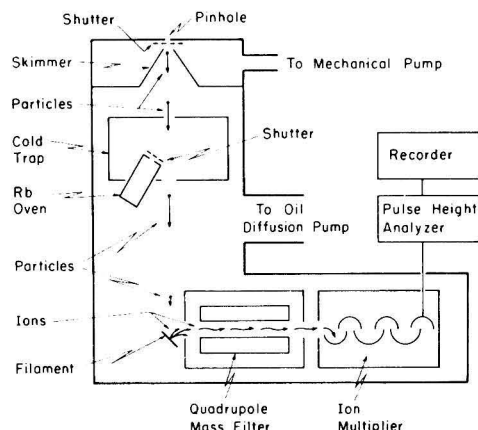 Shutter
Pinhole
Skimmer
To Mechanical Pump
Particles
Cold
Trap
Shutter
Rb
Oven
Recorder
To Oil
Diffusion Pump
Pulse Height
Analyzer
Particles
Ions
Filament
Quadrupole
Mass Filter
Ion
Multiplier